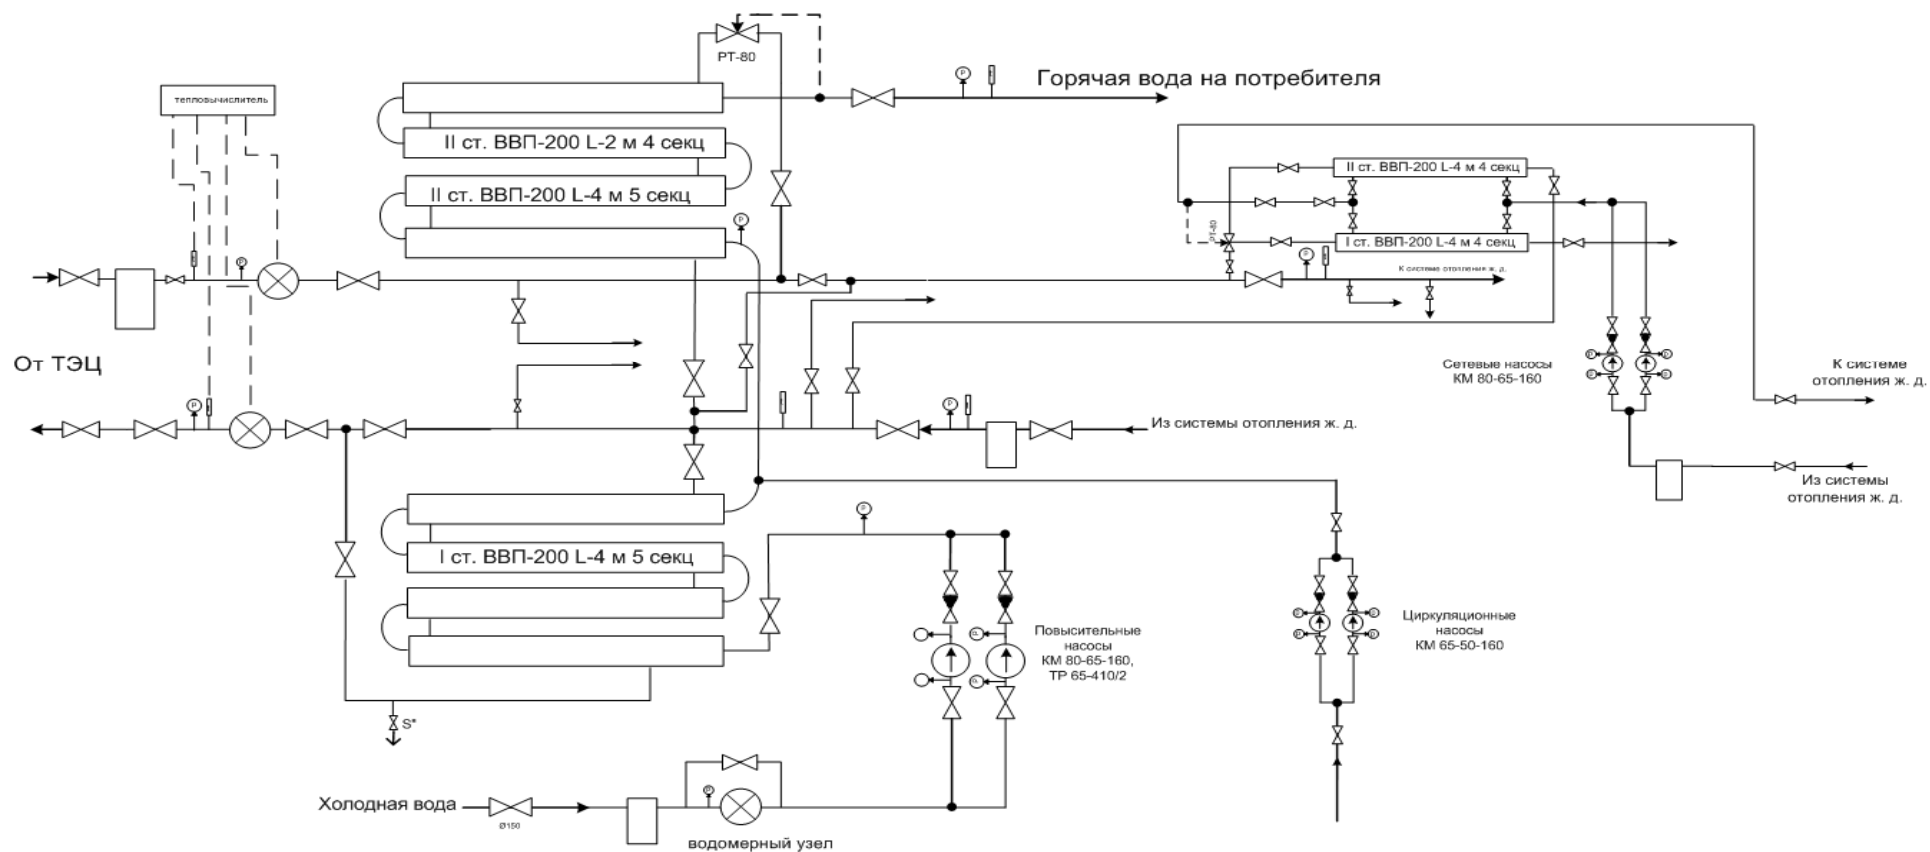 РТ-80
Горячая вода на потребителя
тепловычислитель
II ст. ВВП-200 L-2 м 4 секц
II ст. ВВП-200 L-4 м 5 секц
II ст. ВВП-200 L-4 м 4 секц
РТ-80
I ст. ВВП-200 L-4 м 4 секц
К системе отопления ж. д.
От ТЭЦ
Сетевые насосы
КМ 80-65-160
К системе
отопления ж. д.
Из системы отопления ж. д.
Из системы
отопления ж. д.
I ст. ВВП-200 L-4 м 5 секц
Повысительные
насосы
КМ 80-65-160,
ТР 65-410/2
Циркуляционные
насосы
КМ 65-50-160
S*
Холодная вода
Ø150
водомерный узел
P
P
P
P
P
P
P
P
P